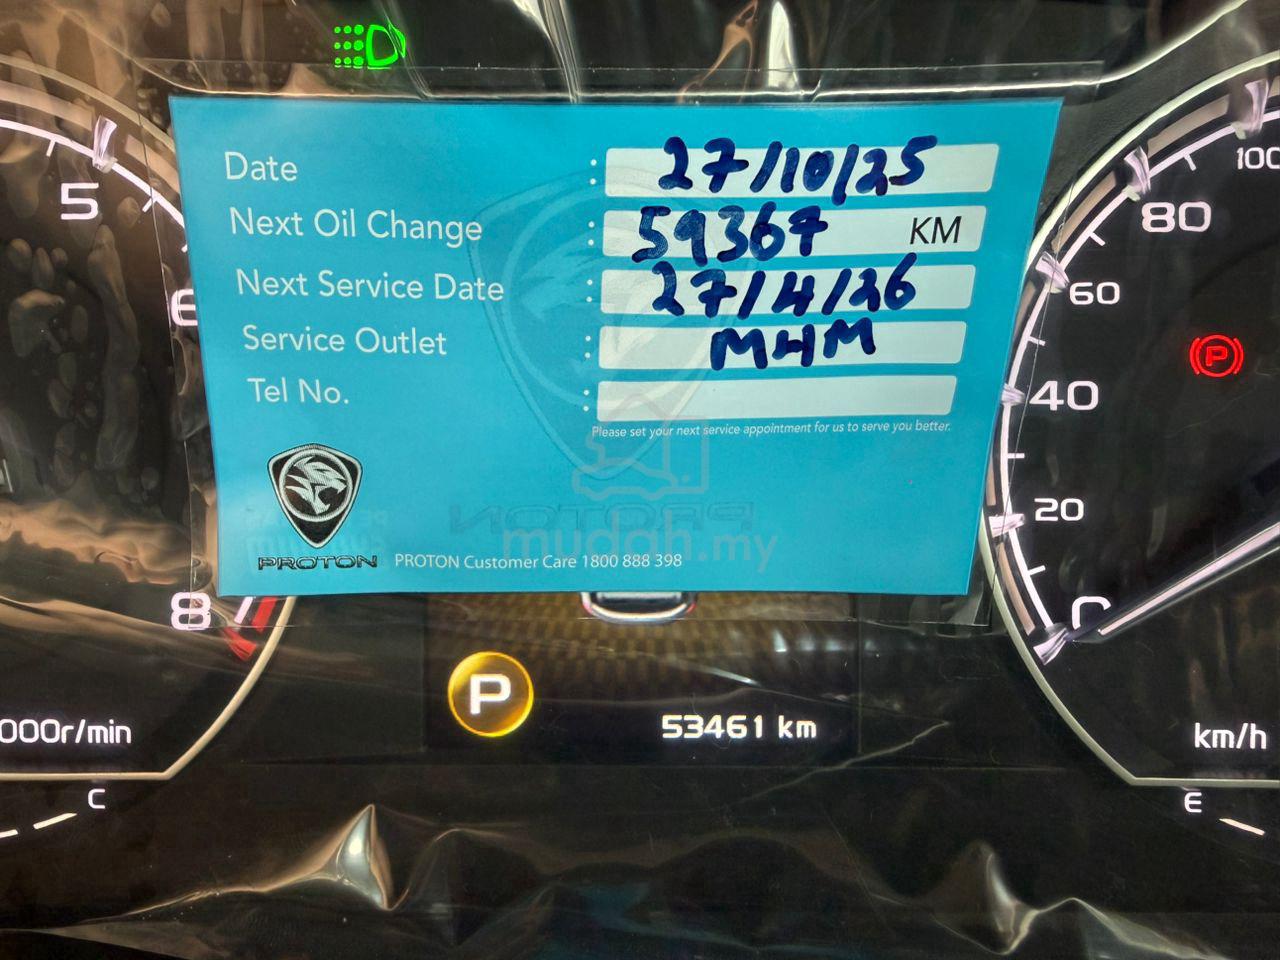 Date : 27/10/25
Next Oil Change : 59367 KM
Next Service Date : 27/4/26
Service Outlet : MHM
Tel No. :
Please set your next service appointment for us to serve you better.
PROTON
mudah.my
PROTON PROTON Customer Care 1800 888 398
5
6
8
000r/min
C
P
53461 km
100
80
60
P
40
20
0
km/h
E